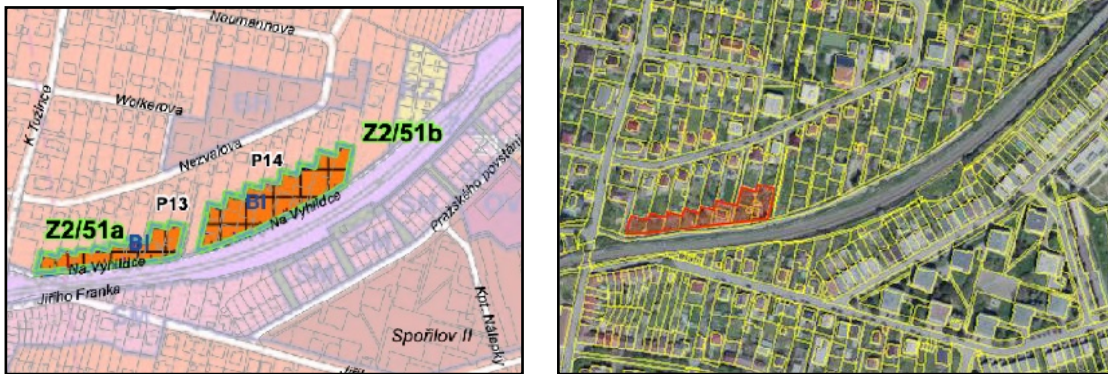 Neumannova
Wolkerova
K Tužince
Nezvalova
BI
Z2/51b
P14
P13
BI
Na Vyhlídce
Z2/51a
BI
Na Vyhlídce
Jiřího Franka
Pražského povstání
Kpt. Nálepky
Spořilov II